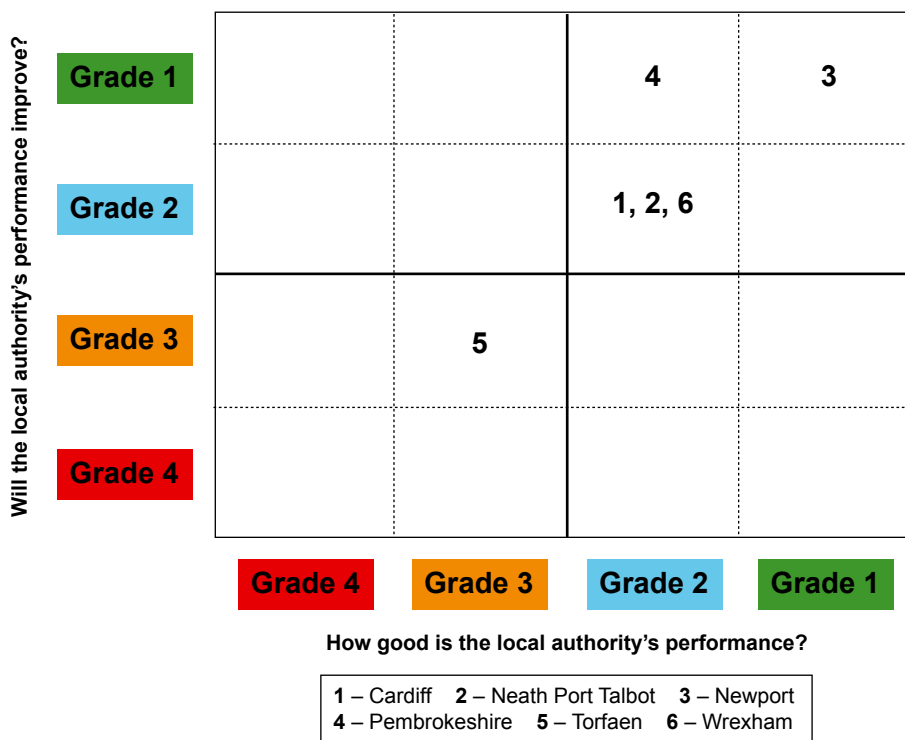 Will the local authority's performance improve?
Grade 1
4
3
Grade 2
1, 2, 6
Grade 3
5
Grade 4
Grade 4
Grade 3
Grade 2
Grade 1
How good is the local authority's performance?
1 – Cardiff 2 – Neath Port Talbot 3 – Newport
4 – Pembrokeshire 5 – Torfaen 6 – Wrexham